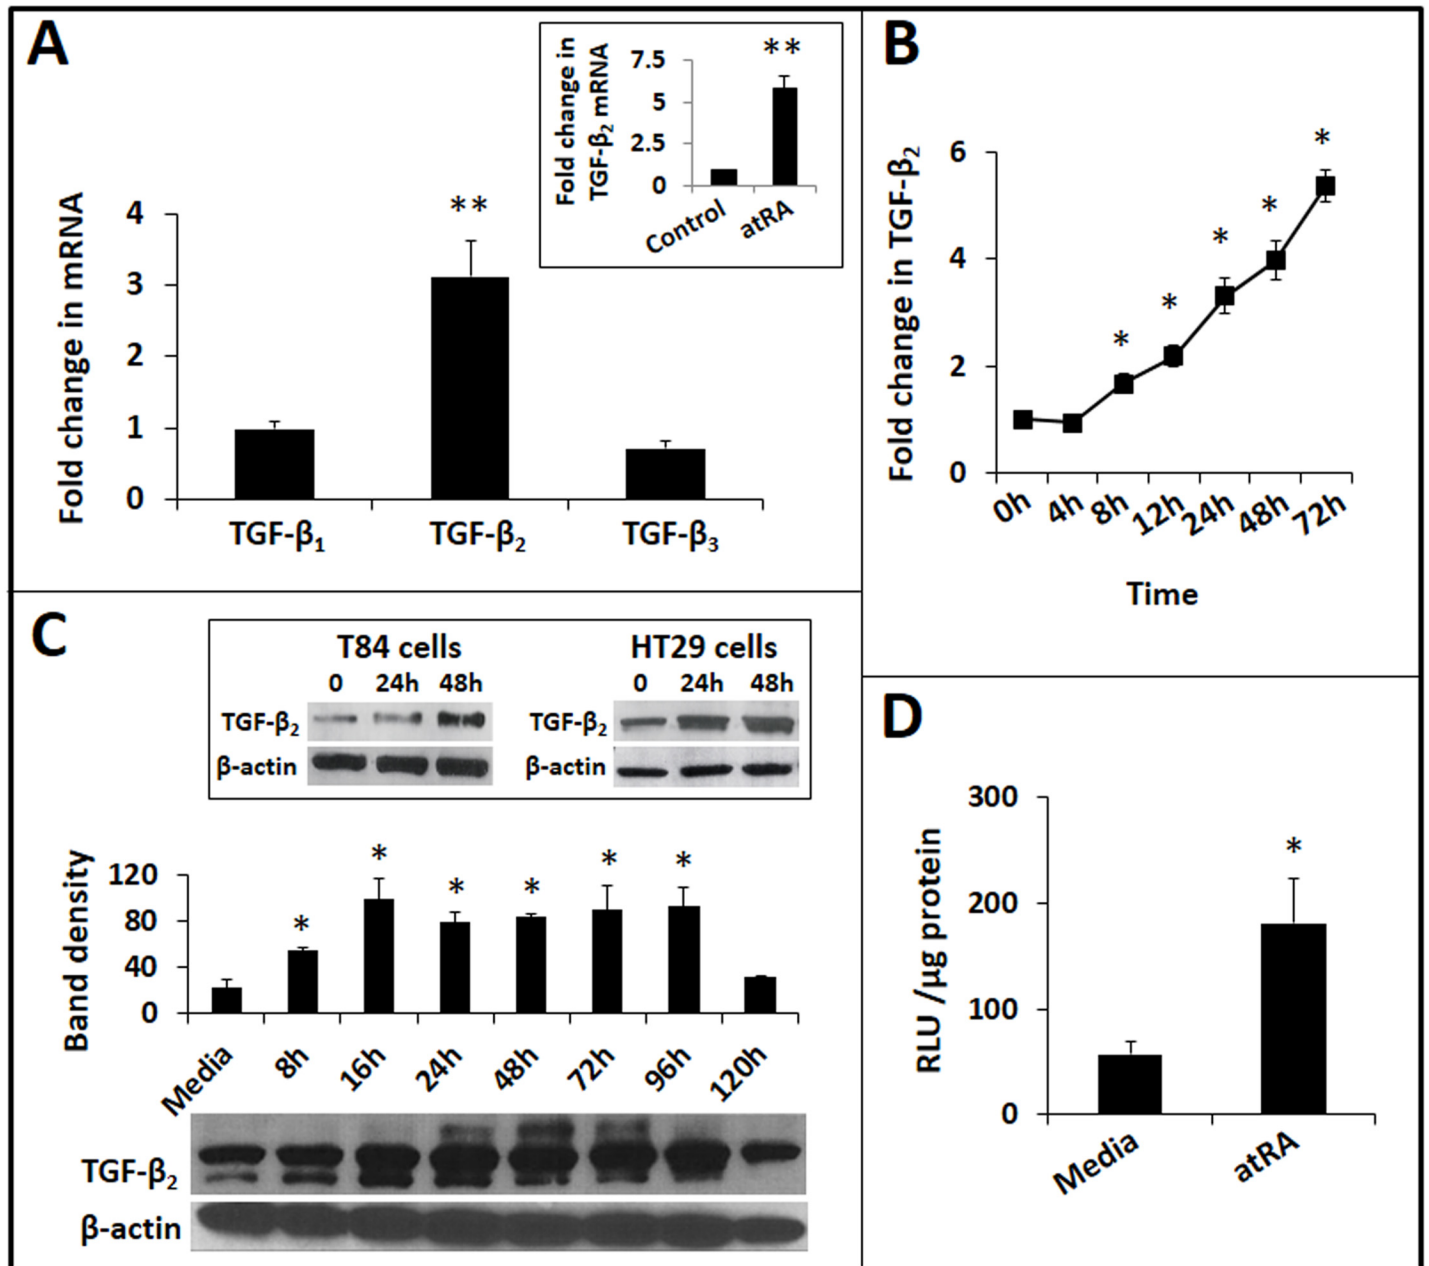 A
Fold change in mRNA
4
3
2
1
0
**
TGF-β₁
TGF-β₂
TGF-β₃
Fold change in
TGF-β₂ mRNA
7.5
5
2.5
0
**
Control
atRA
B
Fold change in TGF-β₂
6
4
2
0
*
*
*
*
*
0h
4h
8h
12h
24h
48h
72h
Time
C
T84 cells
0 24h 48h
TGF-β₂
β-actin
HT29 cells
0 24h 48h
TGF-β₂
β-actin
Band density
120
80
40
0
*
*
*
*
*
*
Media
8h
16h
24h
48h
72h
96h
120h
TGF-β₂
β-actin
D
RLU /µg protein
300
200
100
0
*
Media
atRA